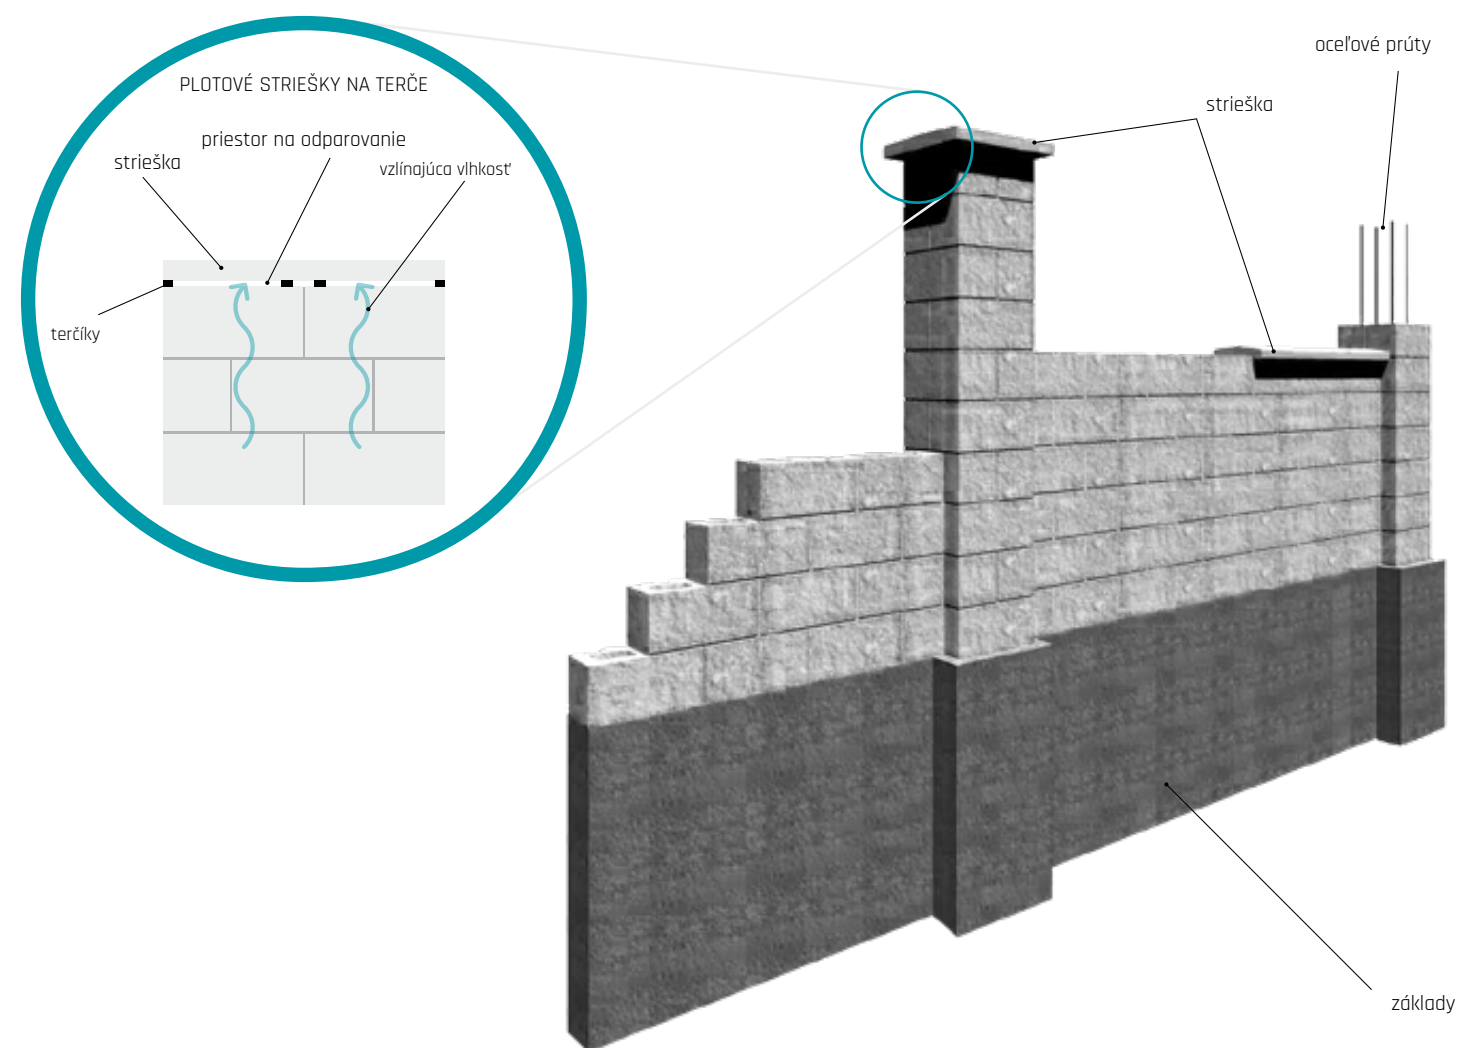 PLOTOVÉ STRIEŠKY NA TERČE
priestor na odparovanie
strieška
vzlínajúca vlhkosť
terčíky
oceľové prúty
strieška
základy